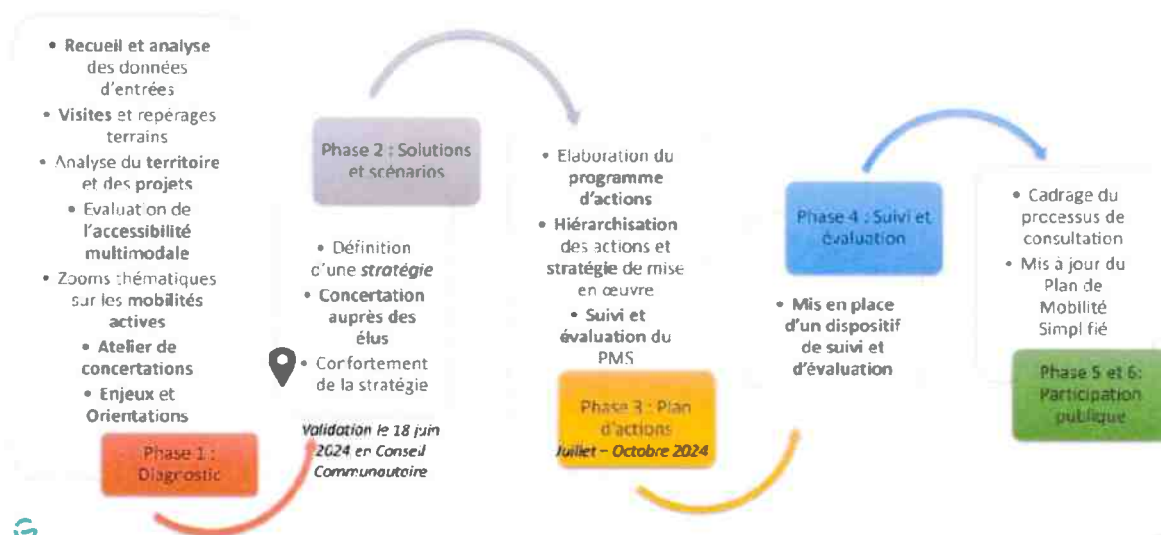 • Recueil et analyse
des données
d'entrées
• Visites et repérages
terrains
• Analyse du territoire
et des projets
• Evaluation de
l'accessibilité
multimodale
• Zooms thématiques
sur les mobilités
actives
• Atelier de
concertations
• Enjeux et
Orientations
Phase 1 :
Diagnostic
Phase 2 : Solutions
et scénarios
• Définition
d'une stratégie
• Concertation
auprès des
élus
• Confortement
de la stratégie
Validation le 18 juin
2024 en Conseil
Communautaire
• Elaboration du
programme
d'actions
• Hiérarchisation
des actions et
stratégie de mise
en œuvre
• Suivi et
évaluation du
PMS
Phase 3 : Plan
d'actions
Juillet – Octobre 2024
Phase 4 : Suivi et
évaluation
• Mis en place
d'un dispositif
de suivi et
d'évaluation
• Cadrage du
processus de
consultation
• Mis à jour du
Plan de
Mobilité
Simplifié
Phase 5 et 6:
Participation
publique